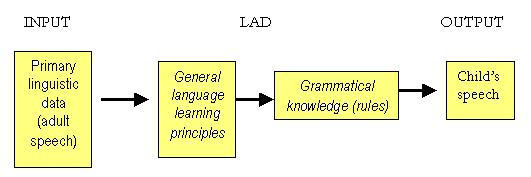 INPUT
LAD
OUTPUT
Primary
linguistic
data
(adult
speech)
General
language
learning
principles
Grammatical
knowledge (rules)
Child's
speech